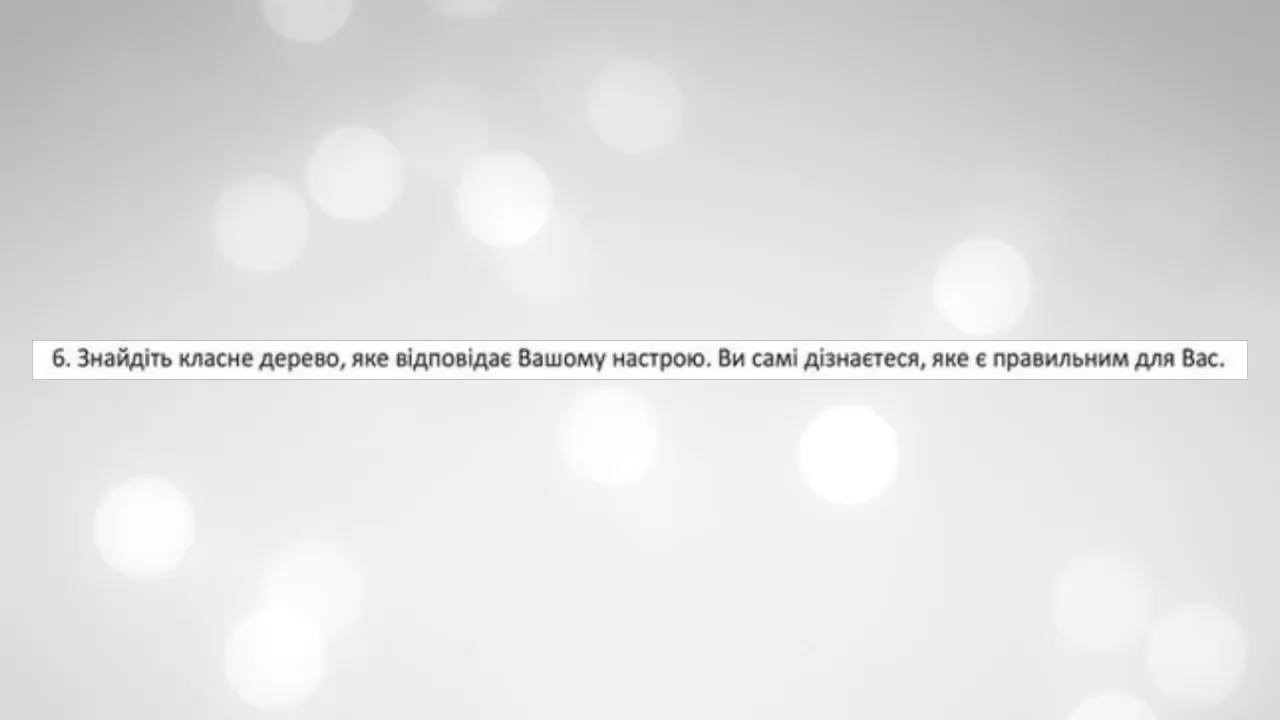 6. Знайдіть класне дерево, яке відповідає Вашому настрою. Ви самі дізнаєтеся, яке є правильним для Вас.